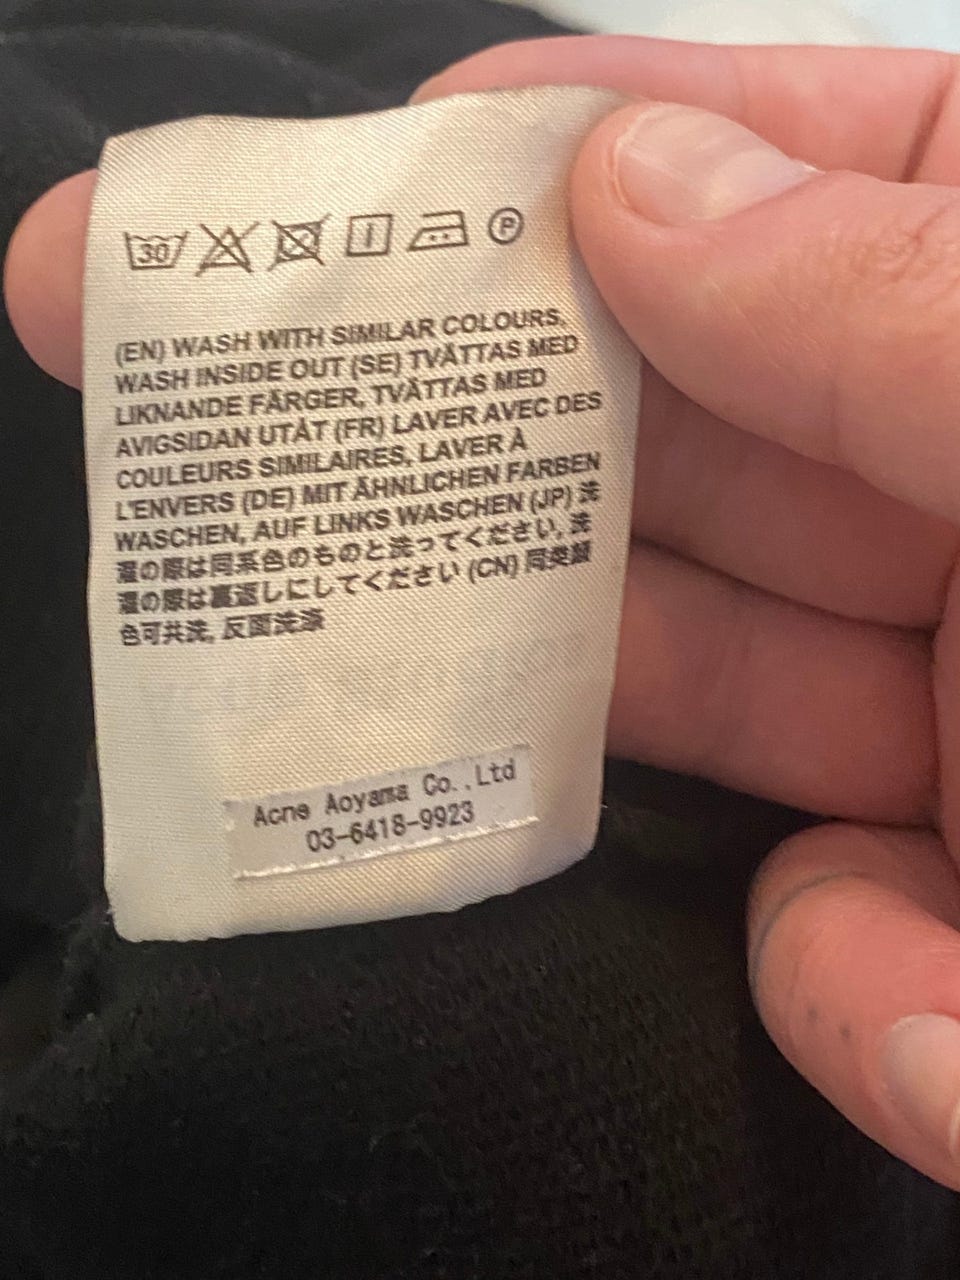 30 P
(EN) WASH WITH SIMILAR COLOURS,
WASH INSIDE OUT (SE) TVÄTTAS MED
LIKNANDE FÄRGER, TVÄTTAS MED
AVIGSIDAN UTÅT (FR) LAVER AVEC DES
COULEURS SIMILAIRES, LAVER À
L'ENVERS (DE) MIT ÄHNLICHEN FARBEN
WASCHEN, AUF LINKS WASCHEN (JP) 洗
濯の際は同系色のものと洗ってください, 洗
濯の際は裏返しにしてください (CN) 同类颜
色可共洗, 反面洗涤
Acne Aoyama Co.,Ltd
03-6418-9923